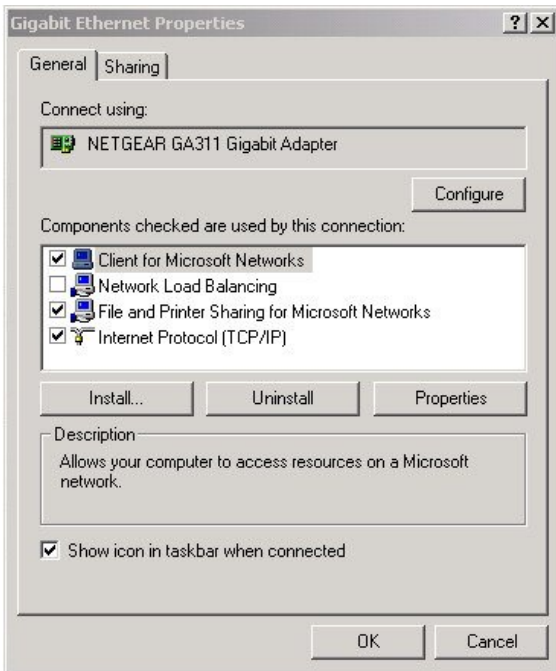 Gigabit Ethernet Properties
General
Sharing
Connect using:
NETGEAR GA311 Gigabit Adapter
Configure
Components checked are used by this connection:
Client for Microsoft Networks
Network Load Balancing
File and Printer Sharing for Microsoft Networks
Internet Protocol (TCP/IP)
Install...
Uninstall
Properties
Description
Allows your computer to access resources on a Microsoft
network.
Show icon in taskbar when connected
OK
Cancel